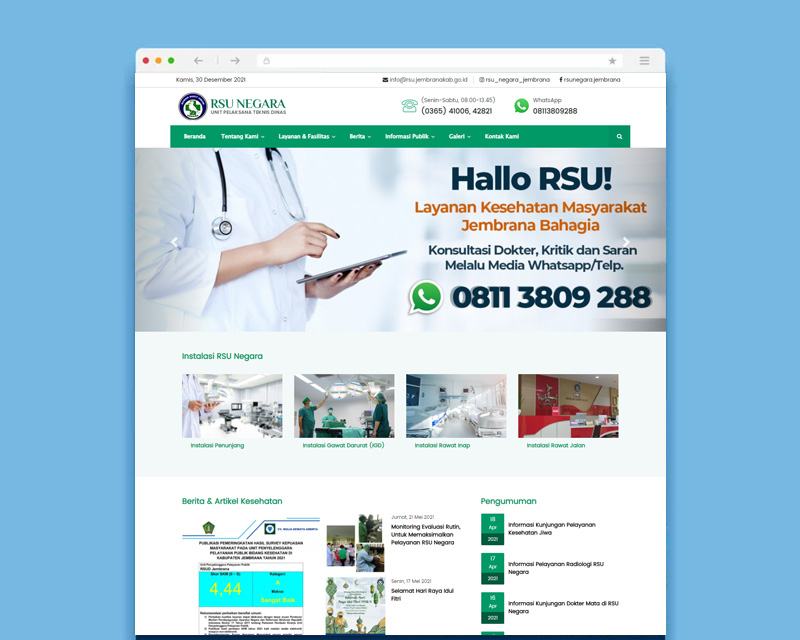 Kamis, 30 Desember 2021
info@rsu.jembranakab.go.id
rsu_negara_jembrana
rsunegara.jembrana
RSU NEGARA
UNIT PELAKSANA TEKNIS DINAS
(Senin-Sabtu, 08.00-13.45)
(0365) 41006, 42821
WhatsApp
08113809288
Beranda
Tentang Kami
Layanan & Fasilitas
Berita
Informasi Publik
Galeri
Kontak Kami
Hallo RSU!
Layanan Kesehatan Masyarakat
Jembrana Bahagia
Konsultasi Dokter, Kritik dan Saran
Melalu Media Whatsapp/Telp.
0811 3809 288
Instalasi RSU Negara
Instalasi Penunjang
Instalasi Gawat Darurat (IGD)
Instalasi Rawat Inap
Instalasi Rawat Jalan
Berita & Artikel Kesehatan
PUBLIKASI PEMERINGKATAN HASIL SURVEY KEPUASAN
MASYARAKAT PADA UNIT PENYELENGGARA
PELAYANAN PUBLIK BIDANG KESEHATAN DI
KABUPATEN JEMBRANA TAHUN 2021
RSUD Jembrana
4,44
A
Sangat Baik
Jumat, 21 Mei 2021
Monitoring Evaluasi Rutin,
Untuk Memaksimalkan
Pelayanan RSU Negara
Senin, 17 Mei 2021
Selamat Hari Raya Idul
Fitri
Pengumuman
18
Apr
2021
Informasi Kunjungan Pelayanan
Kesehatan Jiwa
17
Apr
2021
Informasi Pelayanan Radiologi RSU
Negara
16
Apr
2021
Informasi Kunjungan Dokter Mata di RSU
Negara